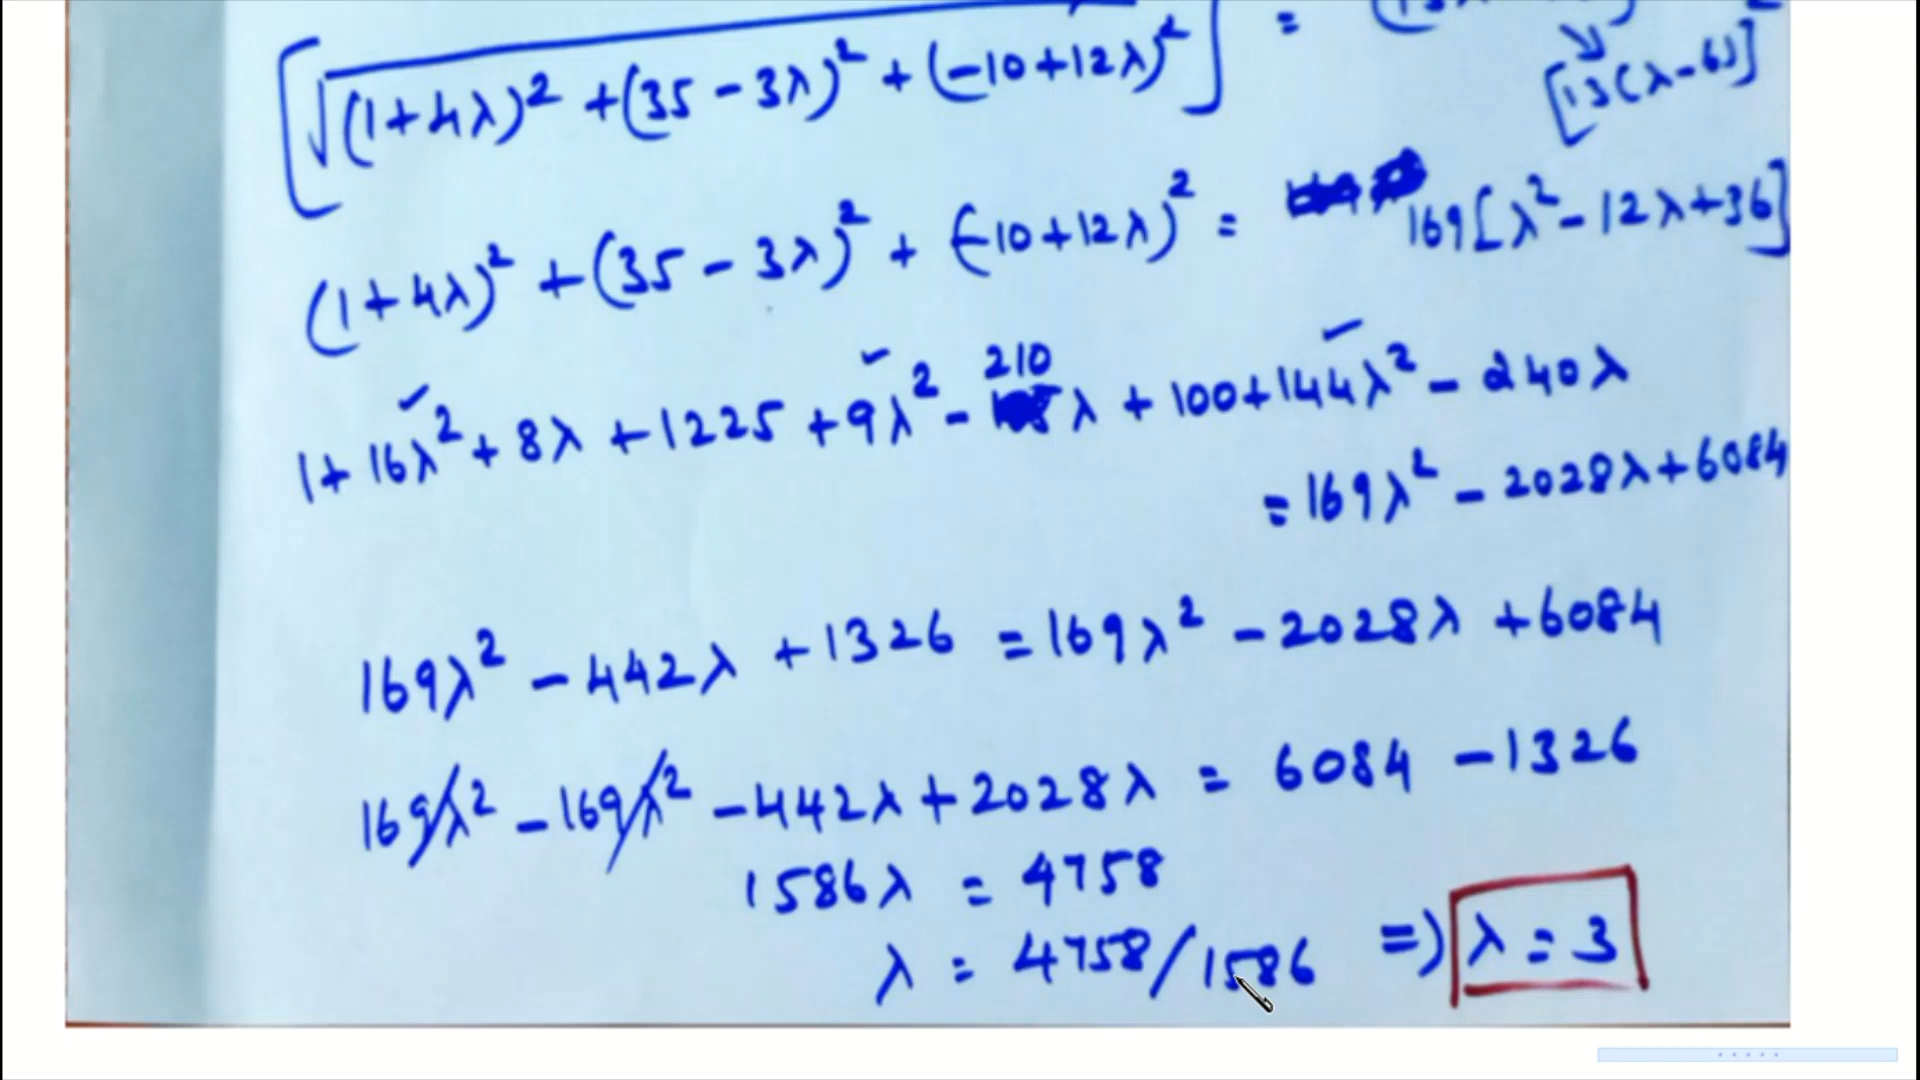 [√(1+4λ)² + (35-3λ)² + (-10+12λ)²] =
[13(λ-6)]²
(1+4λ)² + (35-3λ)² + (-10+12λ)² = 169[λ²-12λ+36]
1+16λ²+8λ+1225+9λ²-210λ+100+144λ²-240λ
=169λ²-2028λ+6084
169λ²-442λ+1326=169λ²-2028λ+6084
169λ²-169λ²-442λ+2028λ = 6084-1326
1586λ = 4758
λ = 4758/1586 => λ = 3